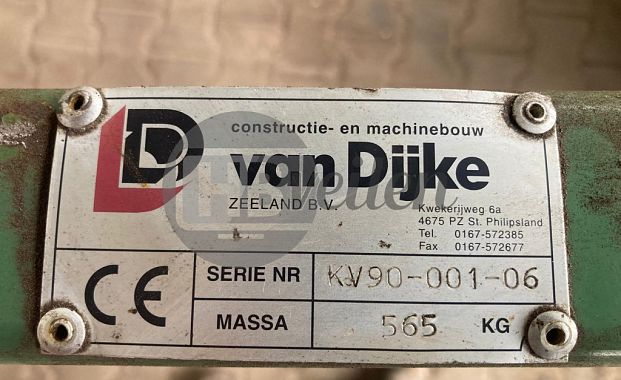 constructie- en machinebouw
D
van Dijke
ZEELAND B.V.
Kwekerijweg 6a
4675 PZ St. Philipsland
Tel. 0167-572385
Fax 0167-572677
CE
SERIE NR KV90-001-06
MASSA 565 KG